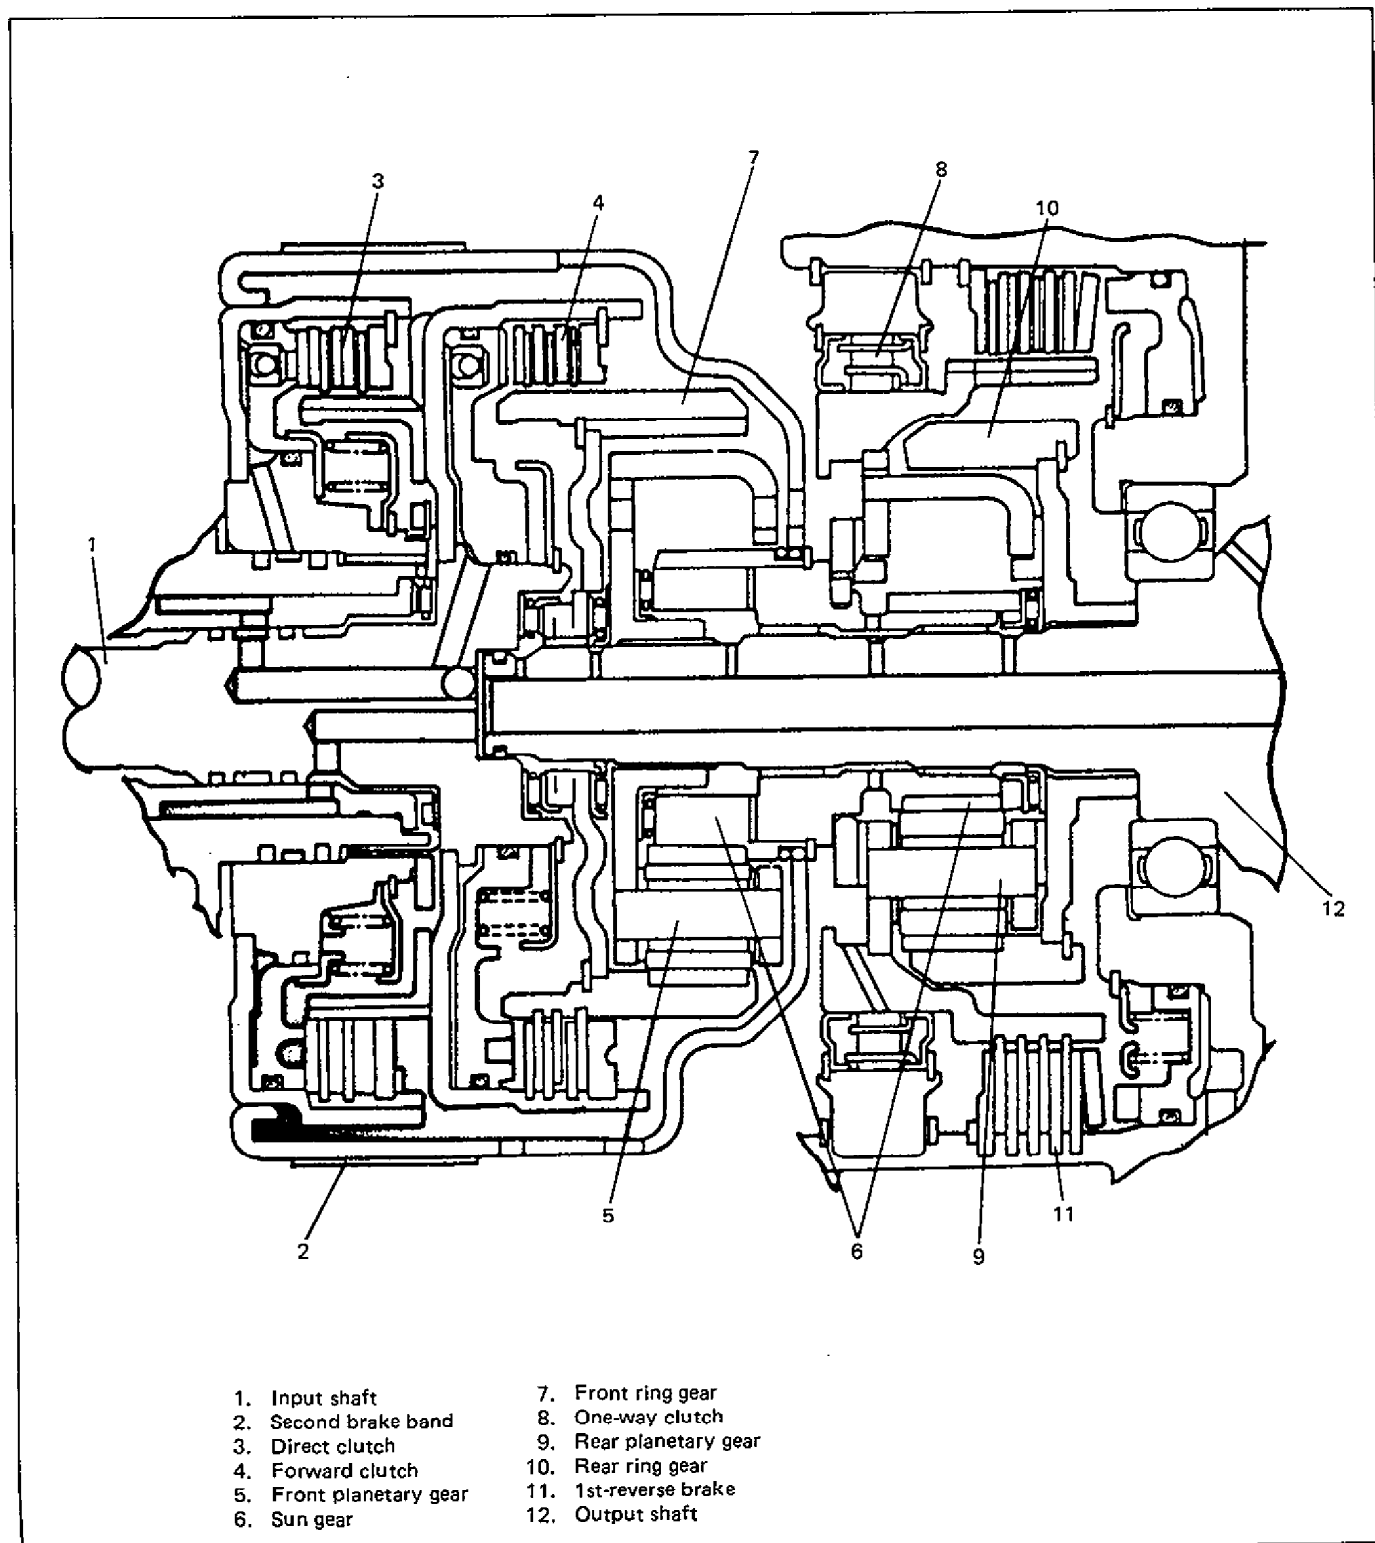 7
3
8
4
10
1
12
5
11
2
6
9
1. Input shaft
2. Second brake band
3. Direct clutch
4. Forward clutch
5. Front planetary gear
6. Sun gear
7. Front ring gear
8. One-way clutch
9. Rear planetary gear
10. Rear ring gear
11. 1st-reverse brake
12. Output shaft